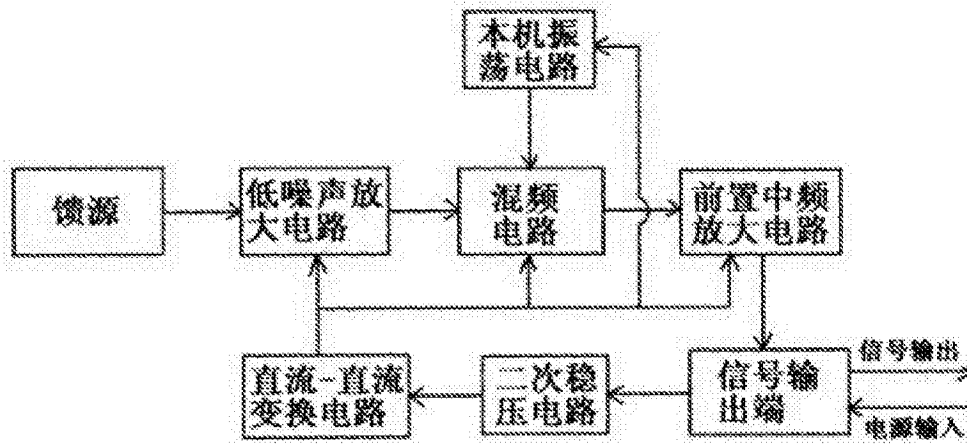 本机振
荡电路
馈源
低噪声放
大电路
混频
电路
前置中频
放大电路
直流-直流
变换电路
二次稳
压电路
信号输
出端
信号输出
电源输入